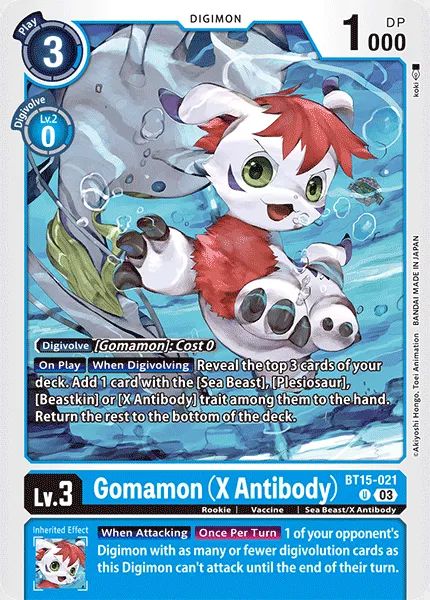 DIGIMON
Play
3
1000
DP
koki
Digivolve
Lv.2
0
Digivolve [Gomamon]: Cost 0
On Play When Digivolving Reveal the top 3 cards of your
deck. Add 1 card with the [Sea Beast], [Plesiosaur],
[Beastkin] or [X Antibody] trait among them to the hand.
Return the rest to the bottom of the deck.
©Akiyoshi Hongo, Toei Animation BANDAI MADE IN JAPAN
Lv.3
Gomamon (X Antibody)
BT15-021
U 03
Rookie | Vaccine | Sea Beast/X Antibody
Inherited Effect
When Attacking Once Per Turn 1 of your opponent's
Digimon with as many or fewer digivolution cards as
this Digimon can't attack until the end of their turn.